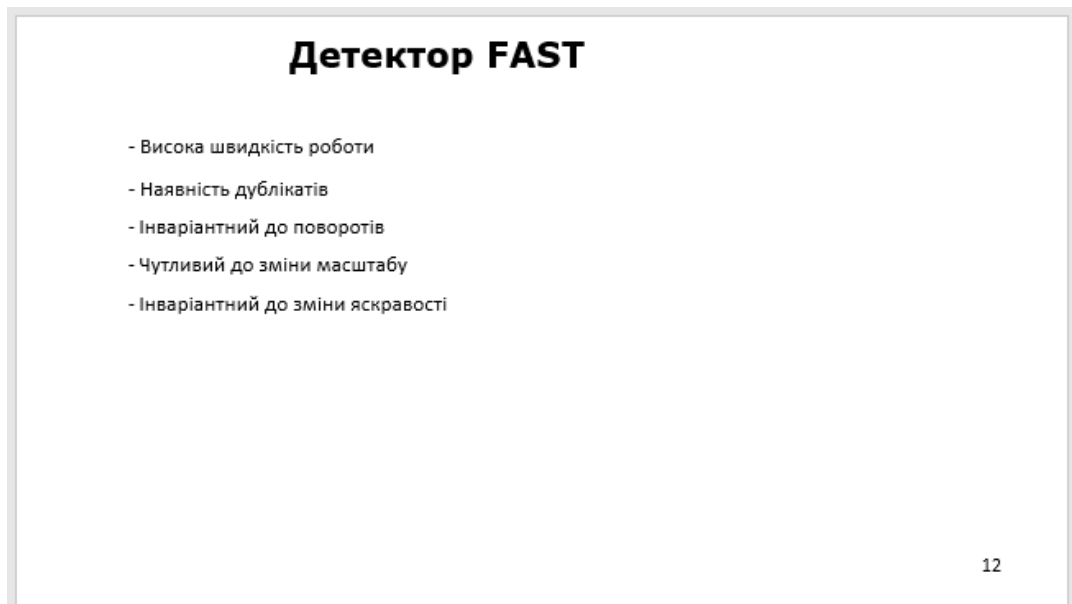 Детектор FAST
- Висока швидкість роботи
- Наявність дублікатів
- Інваріантний до поворотів
- Чутливий до зміни масштабу
- Інваріантний до зміни яскравості
12